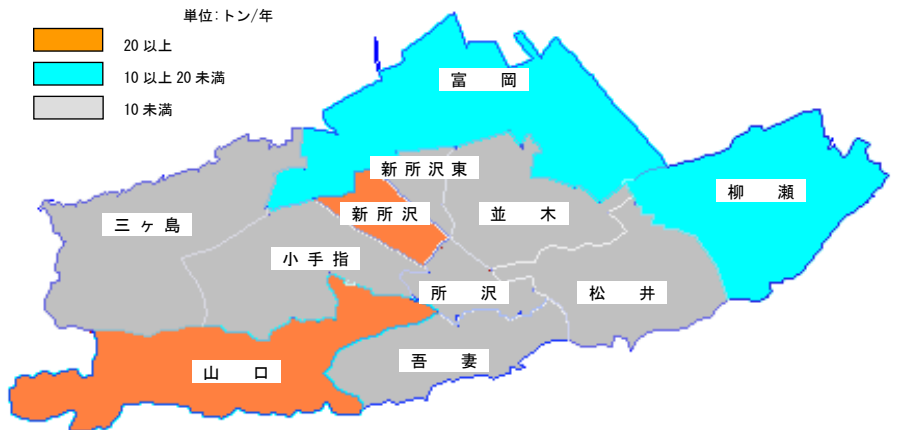 単位：トン/年
20 以上
10 以上 20 未満
10 未満
富岡
新所沢東
柳瀬
新所沢
並木
三ヶ島
小手指
所沢
松井
吾妻
山口